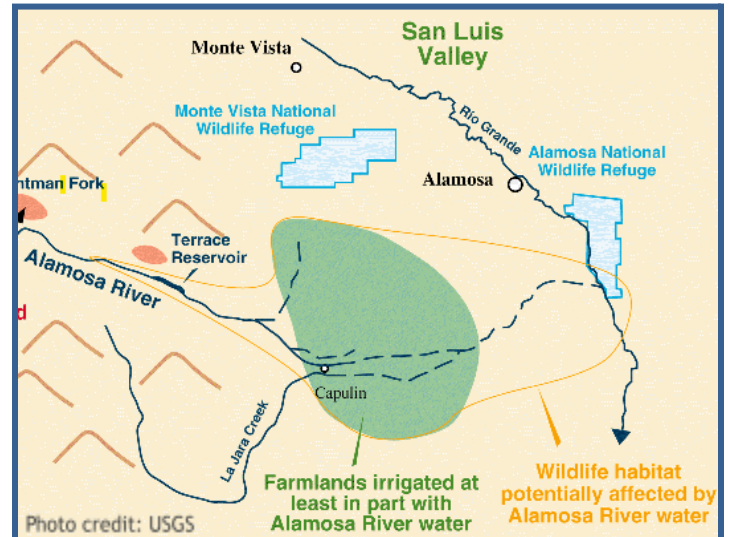 San Luis
Valley
Monte Vista
Rio Grande
Monte Vista National
Wildlife Refuge
Alamosa National
Wildlife Refuge
Alamosa
ntman Fork
Terrace
Reservoir
Alamosa River
d
Capulin
La Jara Creek
Farmlands irrigated at
least in part with
Alamosa River water
Wildlife habitat
potentially affected by
Alamosa River water
Photo credit: USGS